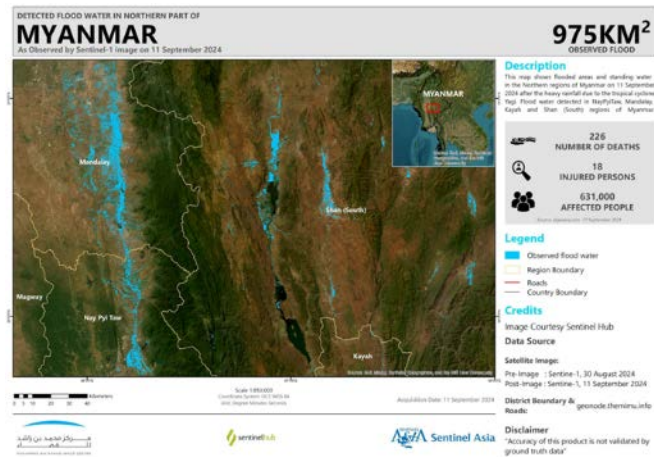 DETECTED FLOOD WATER IN NORTHERN PART OF
MYANMAR
As Observed by Sentinel-1 image on 11 September 2024
975KM²
OBSERVED FLOOD
Mandalay
Shan (South)
Magway
Nay Pyi Taw
Kayah
MYANMAR
Description
This map shows flooded areas and standing water
in the Northern regions of Myanmar on 11 September
2024 after the heavy rainfall due to the tropical cyclone
Yagi. Flood water detected in NayPyiTaw, Mandalay,
Kayah and Shan (South) regions of Myanmar
226
NUMBER OF DEATHS
18
INJURED PERSONS
631,000
AFFECTED PEOPLE
Legend
Observed flood water
Region Boundary
Roads
Country Boundary
Credits
Image Courtesy Sentinel Hub
Data Source
Satellite Image:
Pre-Image : Sentine-1, 30 August 2024
Post-Image : Sentine-1, 11 September 2024
District Boundary & Roads: geonode.themimu.info
Disclaimer
"Accuracy of this product is not validated by
ground truth data"
Acquisition Date: 11 September 2024
مركز محمد بن راشد
للفضاء
sentinelhub
Sentinel Asia